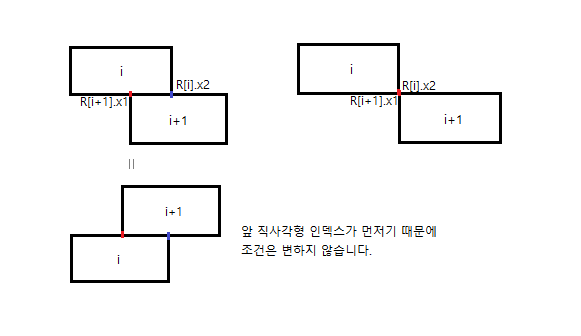 i
R[i].x2
R[i+1].x1
i+1
i
R[i].x2
R[i+1].x1
i+1
||
i+1
i
앞 직사각형 인덱스가 먼저기 때문에
조건은 변하지 않습니다.